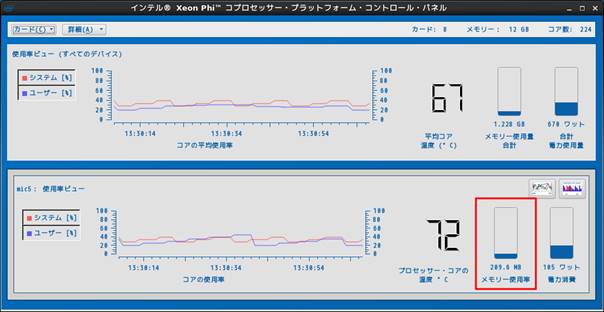 インテル® Xeon Phi™ コプロセッサー・プラットフォーム・コントロール・パネル
カード(C) 詳細(A) カード: 8 メモリー: 12 GB コア数: 224
使用率ビュー (すべてのデバイス)
システム [%]
ユーザー [%]
100
80
60
40
20
0
100
80
60
40
20
0
13:30:14 13:30:34 13:30:54
コアの平均使用率
67
平均コア
温度 (° C)
1.228 GB
メモリー使用量
合計
670 ワット
合計
電力使用量
mic5: 使用率ビュー
システム [%]
ユーザー [%]
100
80
60
40
20
0
100
80
60
40
20
0
13:30:14 13:30:34 13:30:54
コアの使用率
72
プロセッサー・コアの
温度 ° C
209.6 MB
メモリー使用率
105 ワット
電力消費